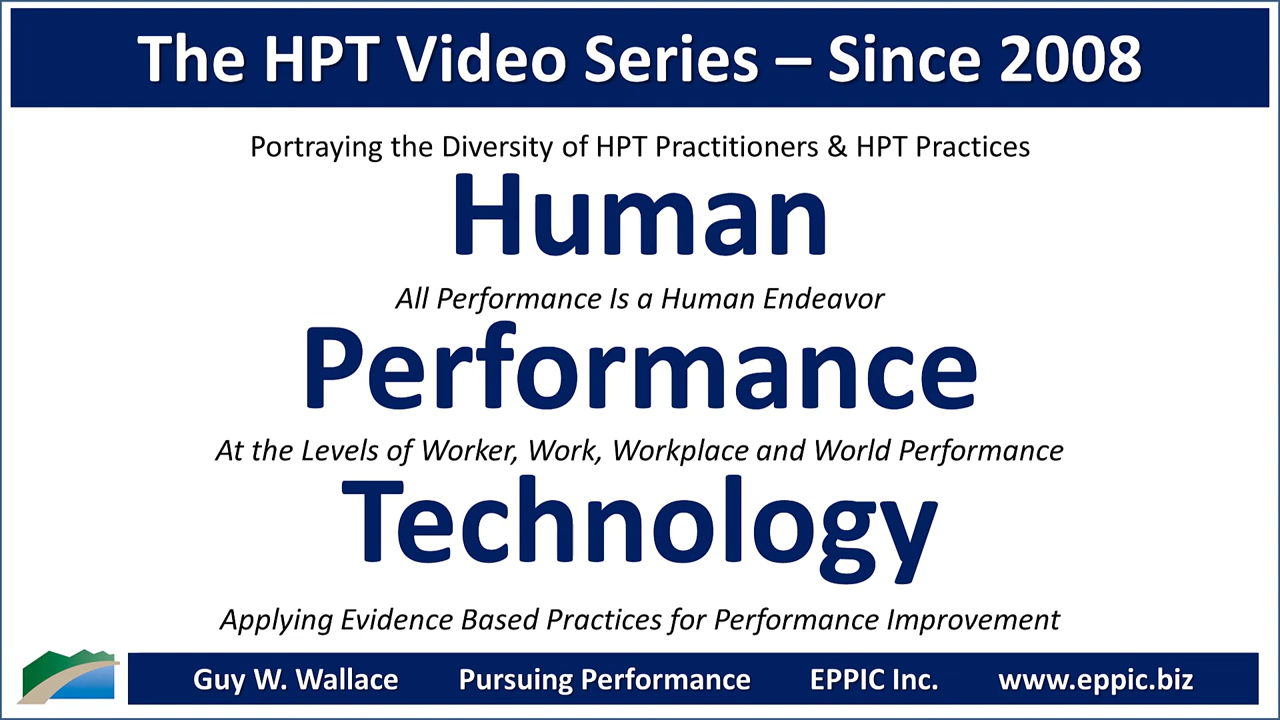 The HPT Video Series – Since 2008
Portraying the Diversity of HPT Practitioners & HPT Practices
Human
All Performance Is a Human Endeavor
Performance
At the Levels of Worker, Work, Workplace and World Performance
Technology
Applying Evidence Based Practices for Performance Improvement
Guy W. Wallace Pursuing Performance EPPIC Inc. www.eppic.biz